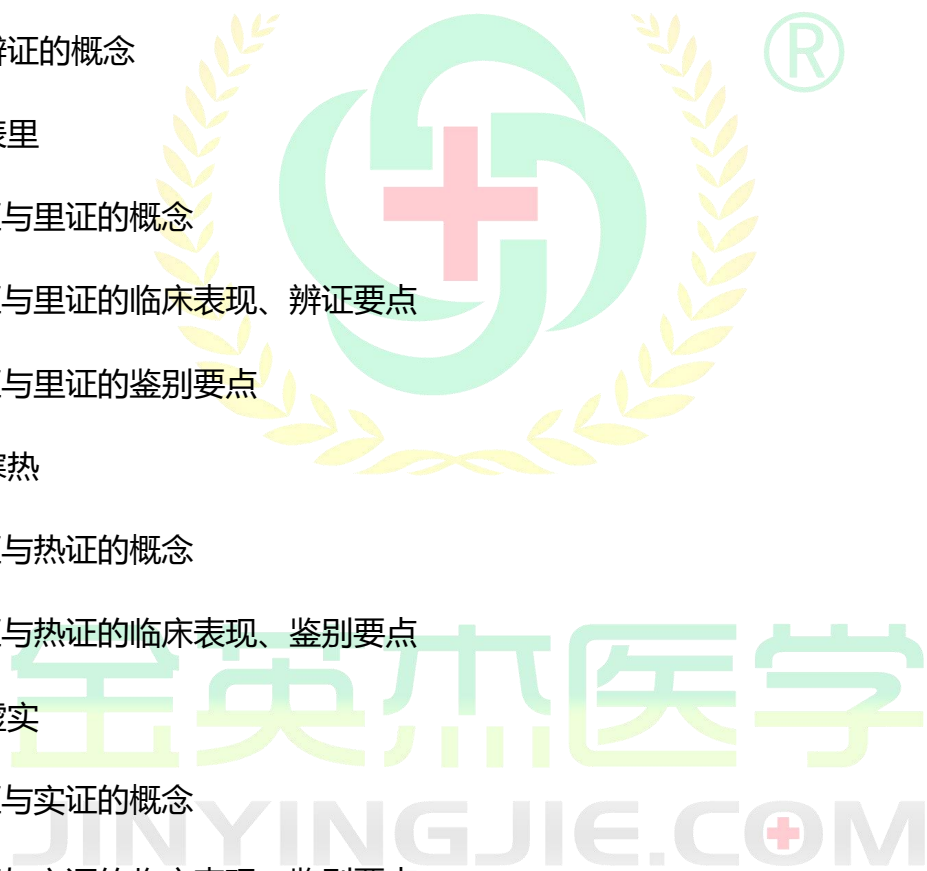 辨证的概念
表里
与里证的概念
与里证的临床表现、辨证要点
与里证的鉴别要点
寒热
与热证的概念
与热证的临床表现、鉴别要点
虚实
与实证的概念
金英杰医学
JINYINGJIE.COM
®